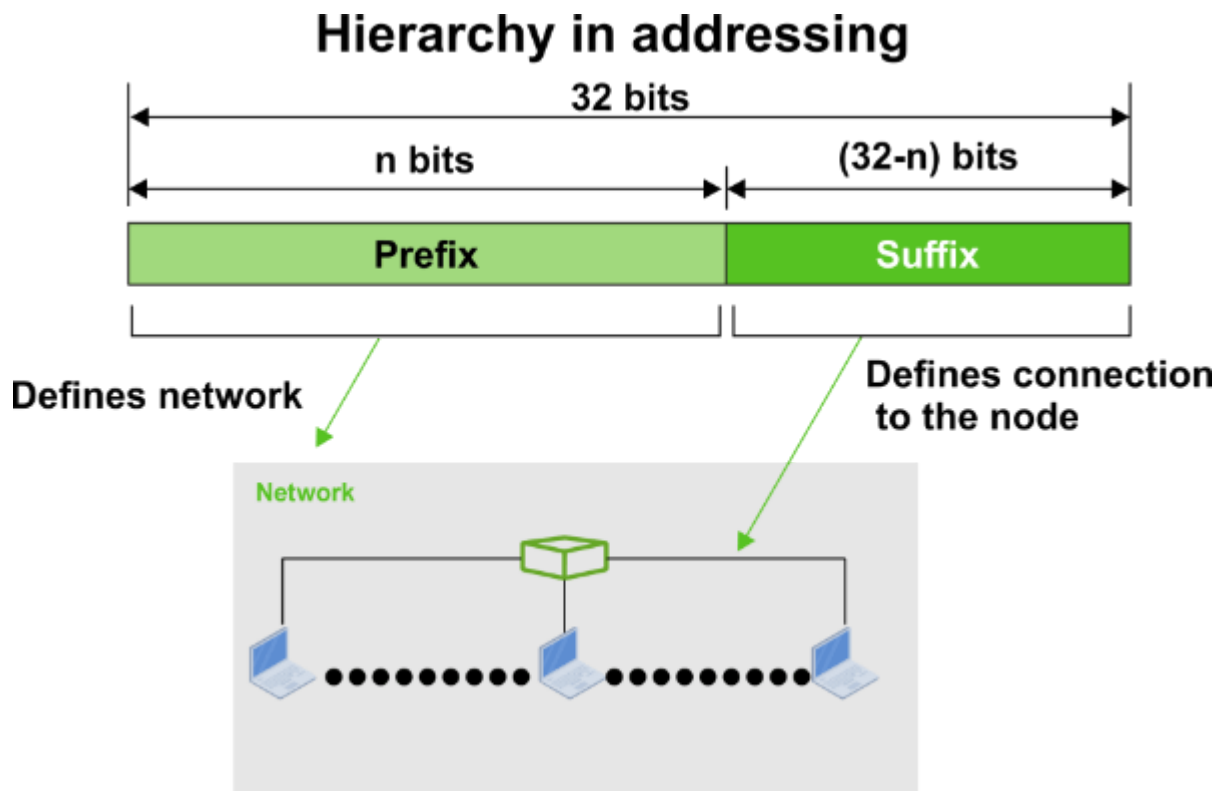 Hierarchy in addressing
32 bits
n bits
(32-n) bits
Prefix
Suffix
Defines network
Defines connection
to the node
Network